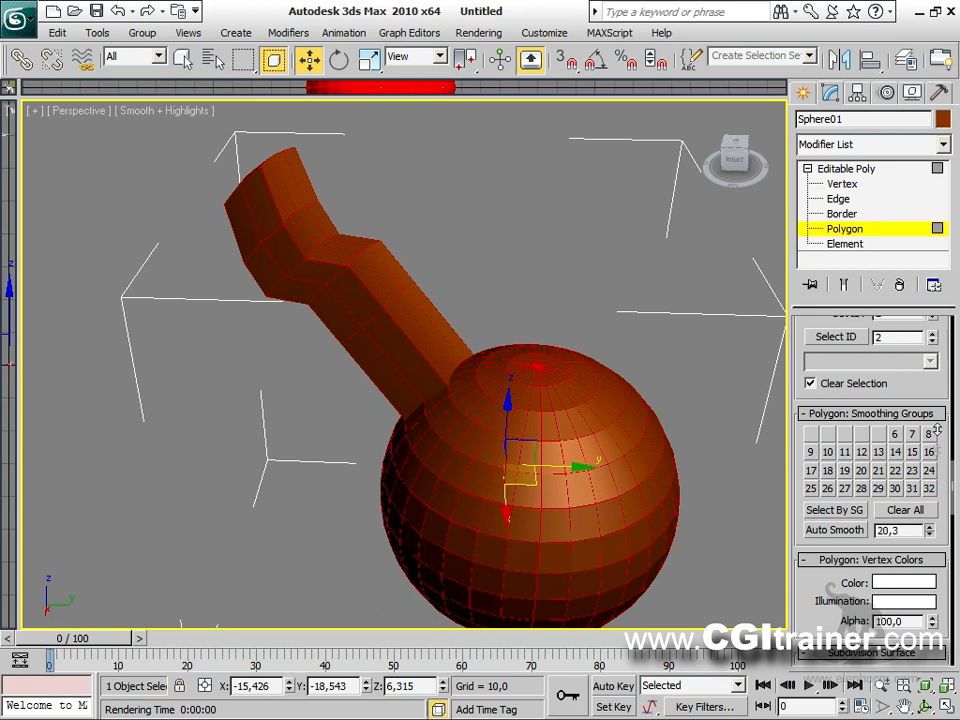 Autodesk 3ds Max 2010 x64 Untitled
Type a keyword or phrase
Edit Tools Group Views Create Modifiers Animation Graph Editors Rendering Customize MAXScript Help
All
View
3
%
ABC
Create Selection Se
[ + ] [ Perspective ] [ Smooth + Highlights ]
RIGHT
Sphere01
Modifier List
Editable Poly
Vertex
Edge
Border
Polygon
Element
Select ID 2
Clear Selection
- Polygon: Smoothing Groups
6 7 8
9 10 11 12 13 14 15 16
17 18 19 20 21 22 23 24
25 26 27 28 29 30 31 32
Select By SG Clear All
Auto Smooth 20,3
- Polygon: Vertex Colors
Color:
Illumination:
Alpha: 100,0
Subdivision Surface
z
y
z
y
www.CGItrainer.com
< 0 / 100 >
0 10 20 30 40 50 60 70 80 90 100
1 Object Selec X: -15,426 Y: -18,543 Z: 6,315 Grid = 10,0 Auto Key Selected
Welcome to M
Rendering Time 0:00:00 Add Time Tag Set Key Key Filters... 0